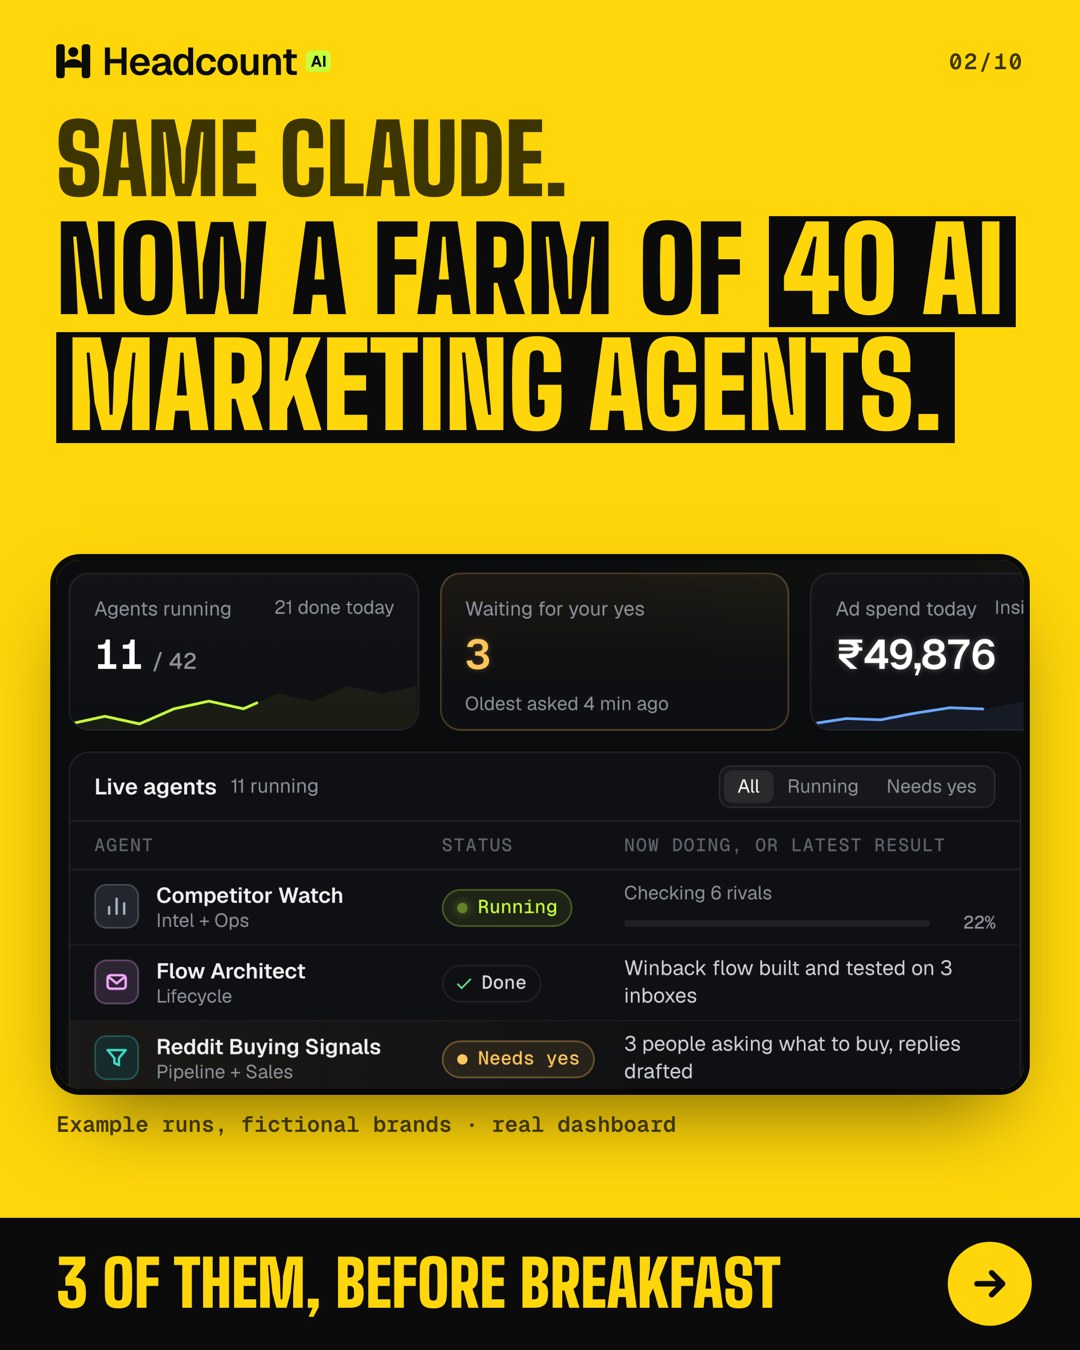 Headcount AI
02/10
SAME CLAUDE.
NOW A FARM OF 40 AI
MARKETING AGENTS.
Agents running 21 done today
11 / 42
Waiting for your yes
3
Oldest asked 4 min ago
Ad spend today Insi
₹49,876
Live agents 11 running
All Running Needs yes
AGENT STATUS NOW DOING, OR LATEST RESULT
Competitor Watch
Intel + Ops
Running
Checking 6 rivals
22%
Flow Architect
Lifecycle
Done
Winback flow built and tested on 3
inboxes
Reddit Buying Signals
Pipeline + Sales
Needs yes
3 people asking what to buy, replies
drafted
Example runs, fictional brands · real dashboard
3 OF THEM, BEFORE BREAKFAST